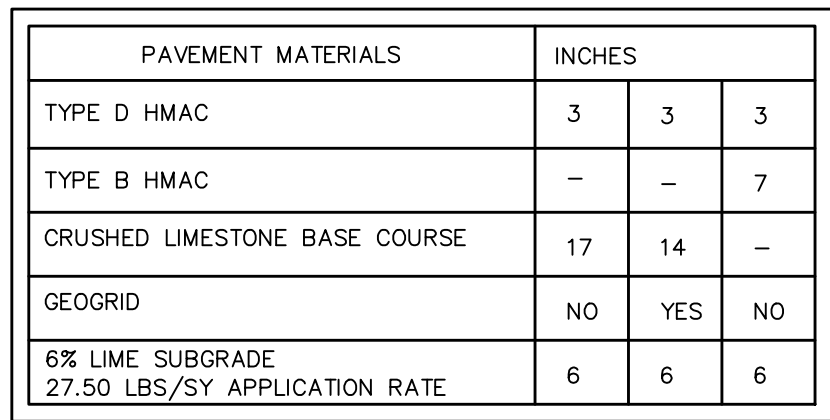 PAVEMENT MATERIALS INCHES
TYPE D HMAC 3 3 3
TYPE B HMAC – – 7
CRUSHED LIMESTONE BASE COURSE 17 14 –
GEOGRID NO YES NO
6% LIME SUBGRADE
27.50 LBS/SY APPLICATION RATE 6 6 6